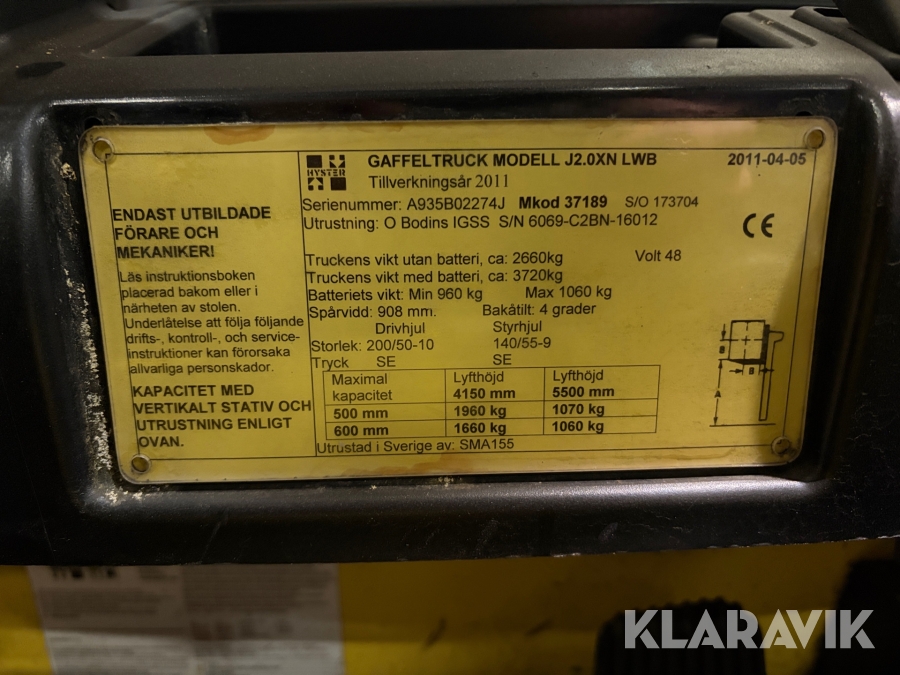 ENDAST UTBILDADE
FÖRARE OCH
MEKANIKER!
Läs instruktionsboken
placerad bakom eller i
närheten av stolen.
Underlåtelse att följa följande
drifts-, kontroll-, och service-
instruktioner kan förorsaka
allvarliga personskador.
KAPACITET MED
VERTIKALT STATIV OCH
UTRUSTNING ENLIGT
OVAN.
HYSTER
GAFFELTRUCK MODELL J2.0XN LWB 2011-04-05
Tillverkningsår 2011
Serienummer: A935B02274J Mkod 37189 S/O 173704
Utrustning: O Bodins IGSS S/N 6069-C2BN-16012
CE
Truckens vikt utan batteri, ca: 2660kg Volt 48
Truckens vikt med batteri, ca: 3720kg
Batteriets vikt: Min 960 kg Max 1060 kg
Spårvidd: 908 mm. Bakåtilt: 4 grader
Drivhjul Styrhjul
Storlek: 200/50-10 140/55-9
Tryck SE SE
Maximal Lyfthöjd Lyfthöjd
kapacitet 4150 mm 5500 mm
500 mm 1960 kg 1070 kg
600 mm 1660 kg 1060 kg
Utrustad i Sverige av: SMA155
B
D
A
KLARAVIK